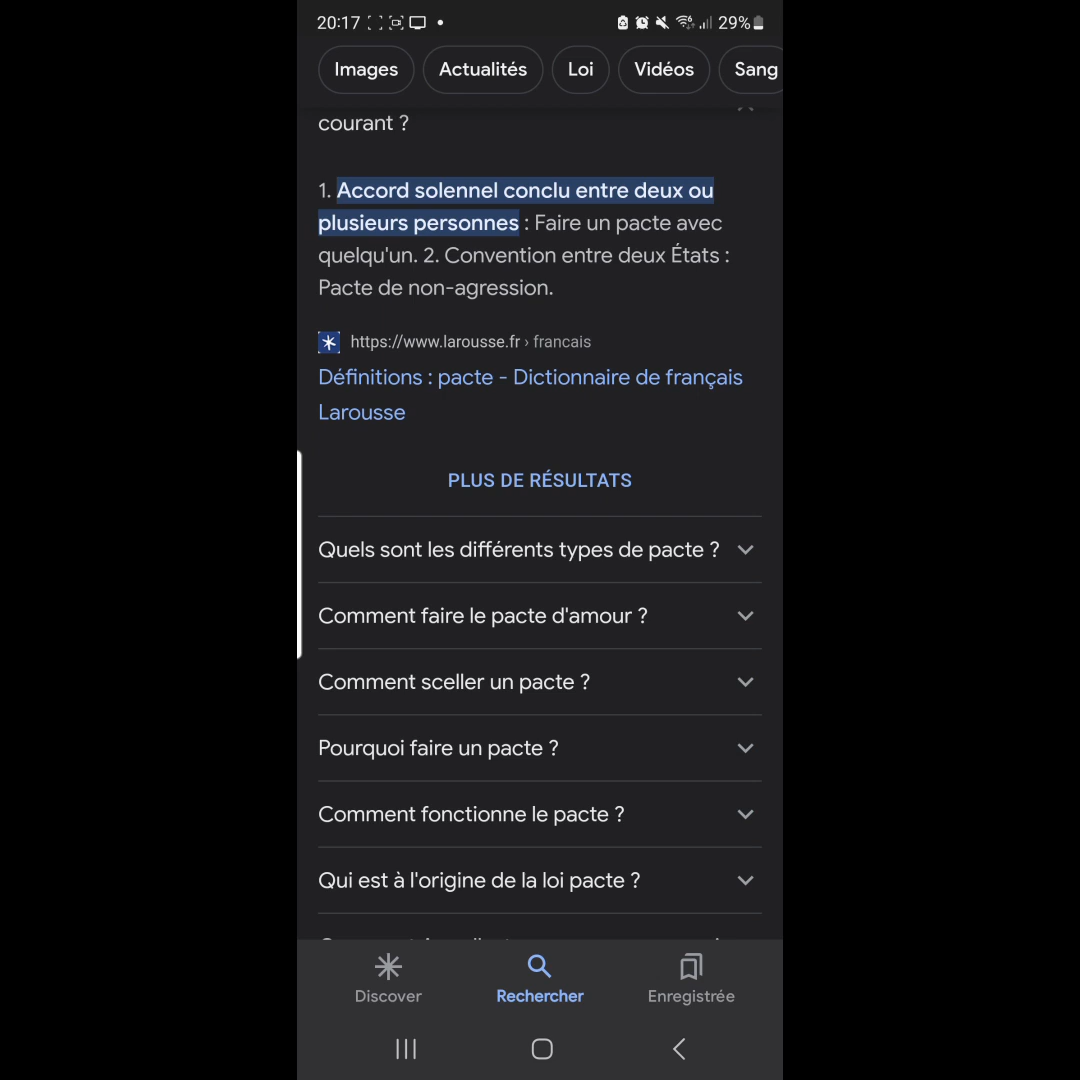 20:17
29%
Images
Actualités
Loi
Vidéos
Sang
courant ?
1. Accord solennel conclu entre deux ou
plusieurs personnes : Faire un pacte avec
quelqu'un. 2. Convention entre deux États :
Pacte de non-agression.
https://www.larousse.fr › francais
Définitions : pacte - Dictionnaire de français
Larousse
PLUS DE RÉSULTATS
Quels sont les différents types de pacte ?
Comment faire le pacte d'amour ?
Comment sceller un pacte ?
Pourquoi faire un pacte ?
Comment fonctionne le pacte ?
Qui est à l'origine de la loi pacte ?
Discover
Rechercher
Enregistrée